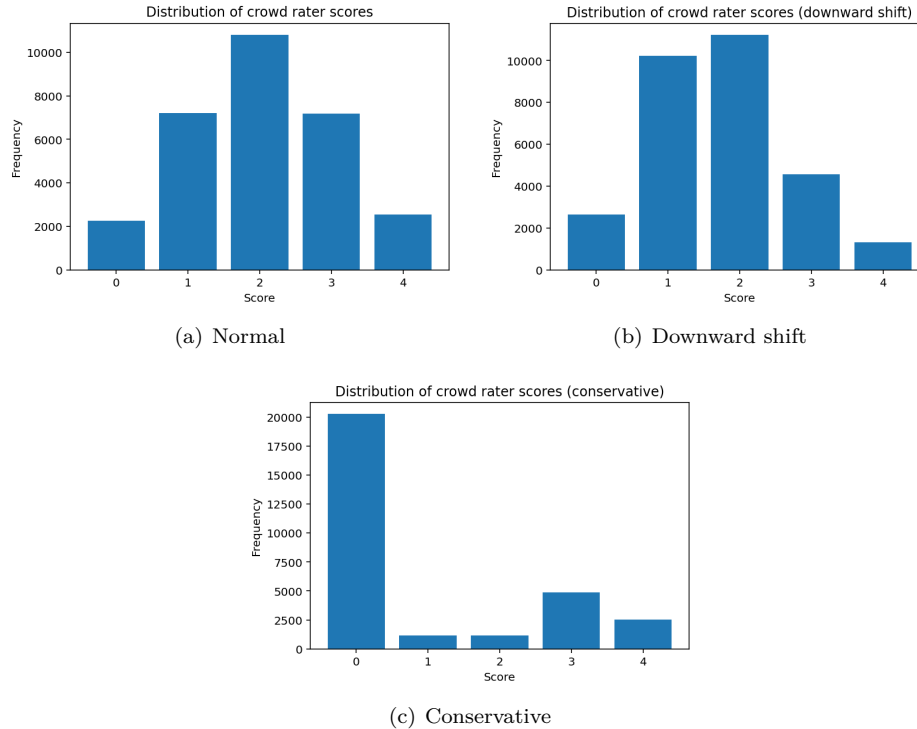 Distribution of crowd rater scores
10000
8000
6000
4000
2000
0
Frequency
0 1 2 3 4
Score
(a) Normal
Distribution of crowd rater scores (downward shift)
10000
8000
6000
4000
2000
0
Frequency
0 1 2 3 4
Score
(b) Downward shift
Distribution of crowd rater scores (conservative)
20000
17500
15000
12500
10000
7500
5000
2500
0
Frequency
0 1 2 3 4
Score
(c) Conservative